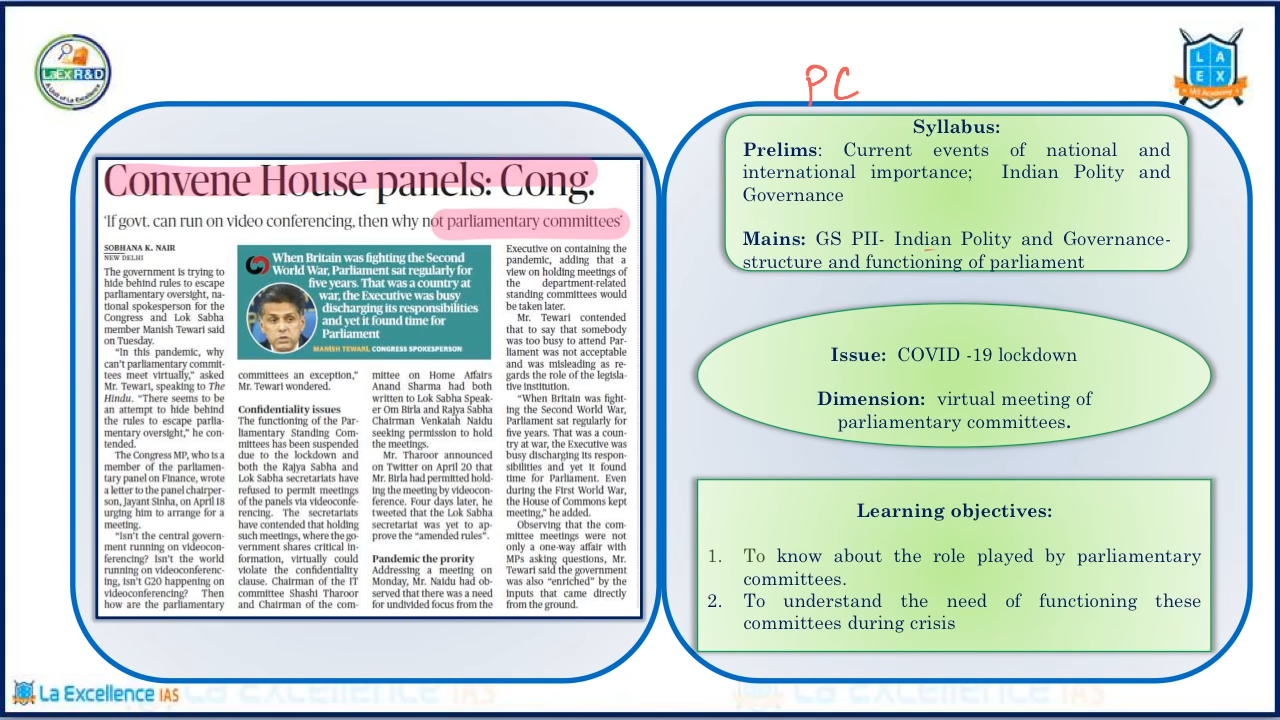 LaEx R&D
A Unit of La Excellence
L A
E X
IAS Academy
PC
Convene House panels: Cong.
‘If govt. can run on video conferencing, then why not parliamentary committees’
SOBHANA K. NAIR
NEW DELHI
The government is trying to
hide behind rules to escape
parliamentary oversight, na-
tional spokesperson for the
Congress and Lok Sabha
member Manish Tewari said
on Tuesday.
“In this pandemic, why
can’t parliamentary commit-
tees meet virtually,” asked
Mr. Tewari, speaking to The
Hindu. “There seems to be
an attempt to hide behind
the rules to escape parlia-
mentary oversight,” he con-
tended.
The Congress MP, who is a
member of the parliamen-
tary panel on Finance, wrote
a letter to the panel chairper-
son, Jayant Sinha, on April 18
urging him to arrange for a
meeting.
“Isn’t the central govern-
ment running on videocon-
ferencing? Isn’t the world
running on videoconferenc-
ing, isn’t G20 happening on
videoconferencing? Then
how are the parliamentary
When Britain was fighting the Second
World War, Parliament sat regularly for
five years. That was a country at
war, the Executive was busy
discharging its responsibilities
and yet it found time for
Parliament
MANISH TEWARI, CONGRESS SPOKESPERSON
committees an exception,”
Mr. Tewari wondered.
Confidentiality issues
The functioning of the Par-
liamentary Standing Com-
mittees has been suspended
due to the lockdown and
both the Rajya Sabha and
Lok Sabha secretariats have
refused to permit meetings
of the panels via videoconfe-
rencing. The secretariats
have contended that holding
such meetings, where the go-
vernment shares critical in-
formation, virtually could
violate the confidentiality
clause. Chairman of the IT
committee Shashi Tharoor
and Chairman of the com-
mittee on Home Affairs
Anand Sharma had both
written to Lok Sabha Speak-
er Om Birla and Rajya Sabha
Chairman Venkaiah Naidu
seeking permission to hold
the meetings.
Mr. Tharoor announced
on Twitter on April 20 that
Mr. Birla had permitted hold-
ing the meeting by videocon-
ference. Four days later, he
tweeted that the Lok Sabha
secretariat was yet to ap-
prove the “amended rules”.
Pandemic the prority
Addressing a meeting on
Monday, Mr. Naidu had ob-
served that there was a need
for undivided focus from the
Executive on containing the
pandemic, adding that a
view on holding meetings of
the department-related
standing committees would
be taken later.
Mr. Tewari contended
that to say that somebody
was too busy to attend Par-
liament was not acceptable
and was misleading as re-
gards the role of the legisla-
tive institution.
“When Britain was fight-
ing the Second World War,
Parliament sat regularly for
five years. That was a coun-
try at war, the Executive was
busy discharging its respon-
sibilities and yet it found
time for Parliament. Even
during the First World War,
the House of Commons kept
meeting,” he added.
Observing that the com-
mittee meetings were not
only a one-way affair with
MPs asking questions, Mr.
Tewari said the government
was also “enriched” by the
inputs that came directly
from the ground.
Syllabus:
Prelims: Current events of national and
international importance; Indian Polity and
Governance
Mains: GS PII- Indian Polity and Governance-
structure and functioning of parliament
Issue: COVID -19 lockdown
Dimension: virtual meeting of
parliamentary committees.
Learning objectives:
1. To know about the role played by parliamentary
committees.
2. To understand the need of functioning these
committees during crisis
La Excellence IAS